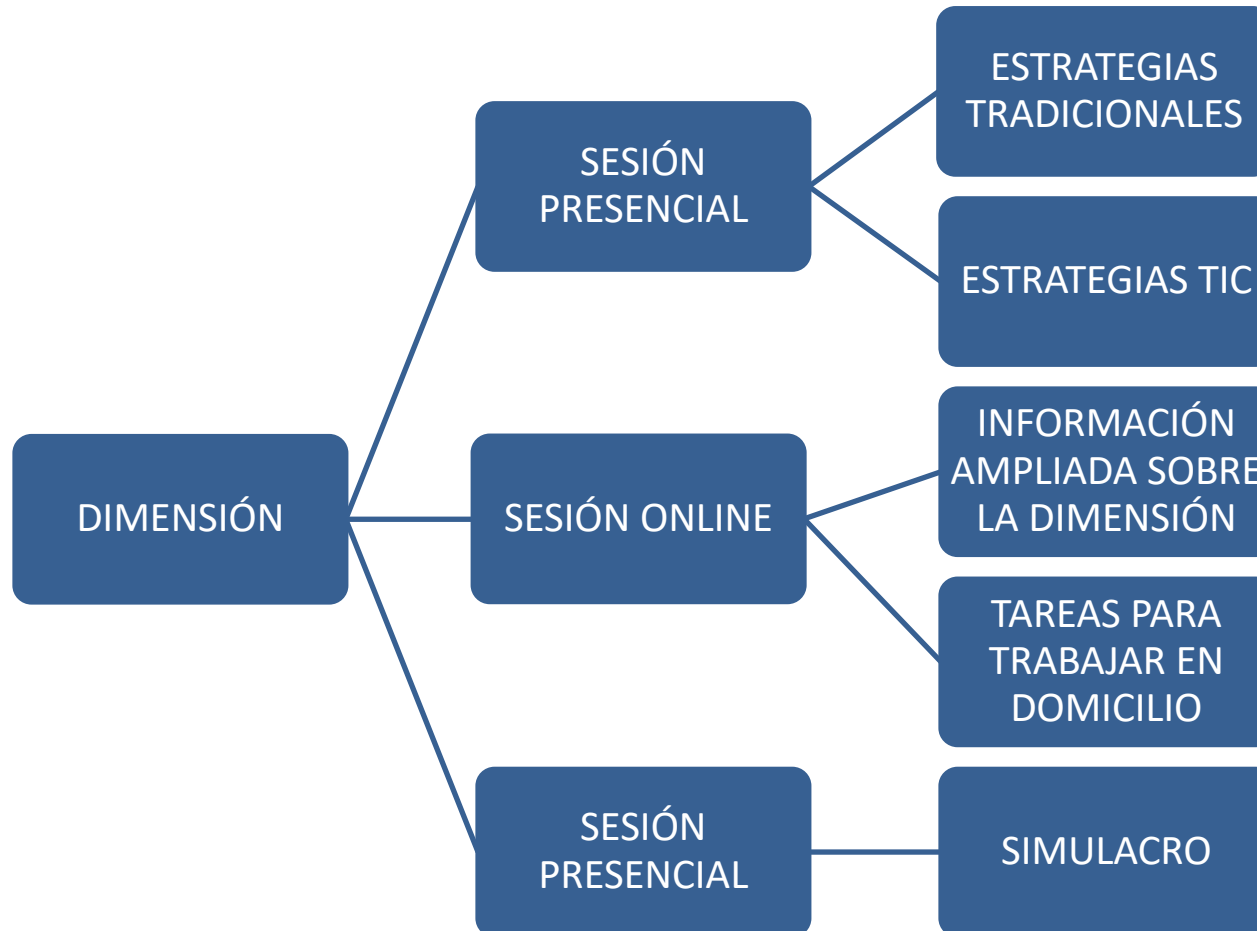 DIMENSIÓN
SESIÓN
PRESENCIAL
ESTRATEGIAS
TRADICIONALES
ESTRATEGIAS TIC
SESIÓN ONLINE
INFORMACIÓN
AMPLIADA SOBRE
LA DIMENSIÓN
TAREAS PARA
TRABAJAR EN
DOMICILIO
SESIÓN
PRESENCIAL
SIMULACRO